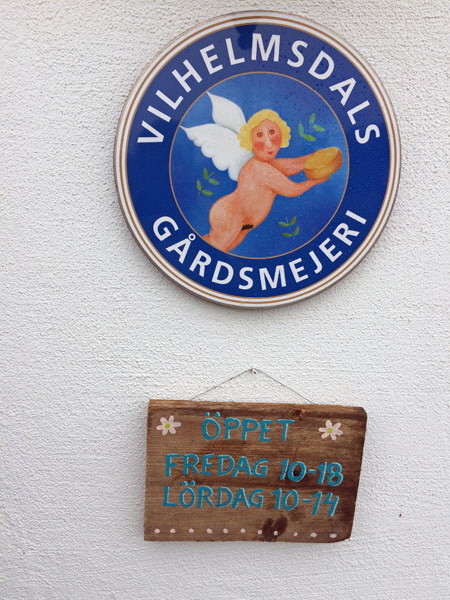 VILHELMSDALS
GÅRDSMEJERI
ÖPPET
FREDAG 10-18
LÖRDAG 10-14